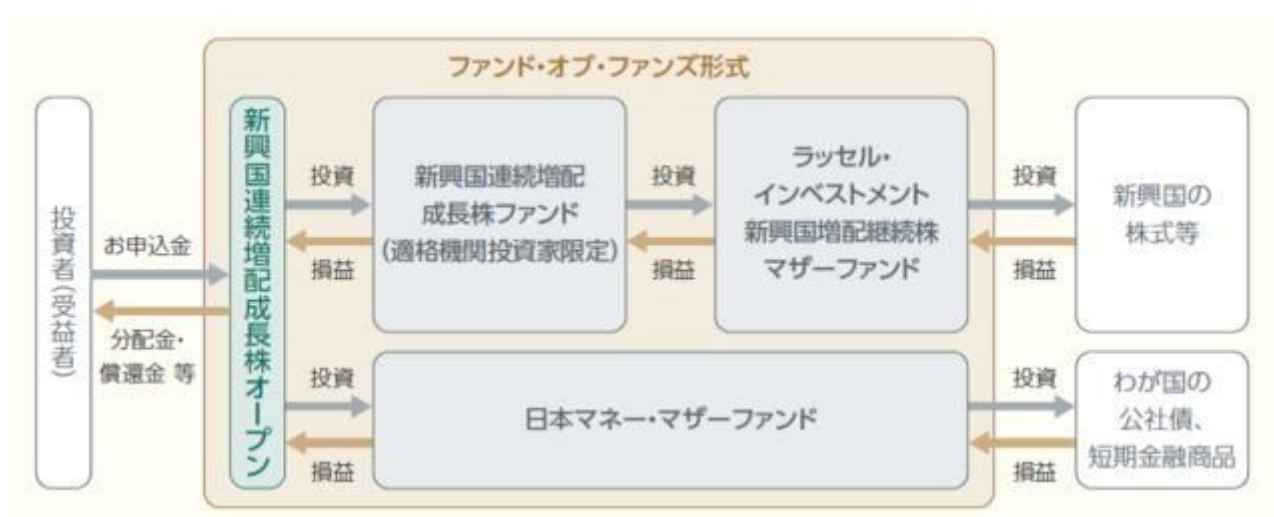 ファンド・オブ・ファンズ形式
投資者(受益者)
お申込金
分配金・
償還金 等
新興国連続増配成長株オープン
投資
損益
新興国連続増配
成長株ファンド
(適格機関投資家限定)
投資
損益
ラッセル・
インベストメント
新興国増配継続株
マザーファンド
投資
損益
新興国の
株式等
投資
損益
日本マネー・マザーファンド
投資
損益
わが国の
公社債、
短期金融商品